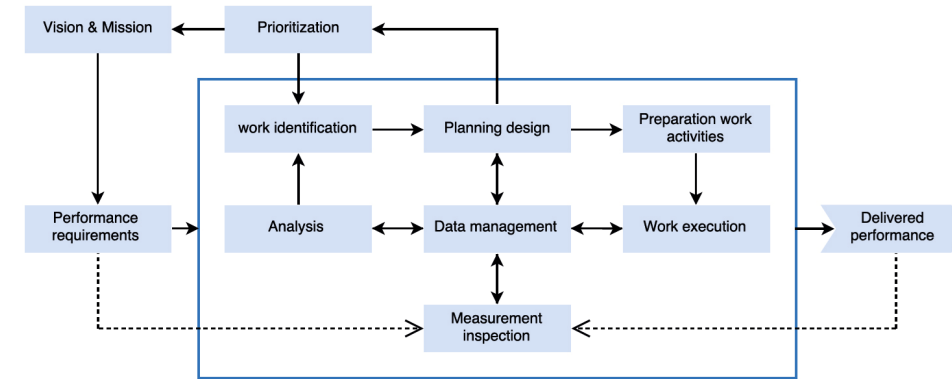 Vision & Mission
Prioritization
work identification
Planning design
Preparation work
activities
Performance
requirements
Analysis
Data management
Work execution
Delivered
performance
Measurement
inspection